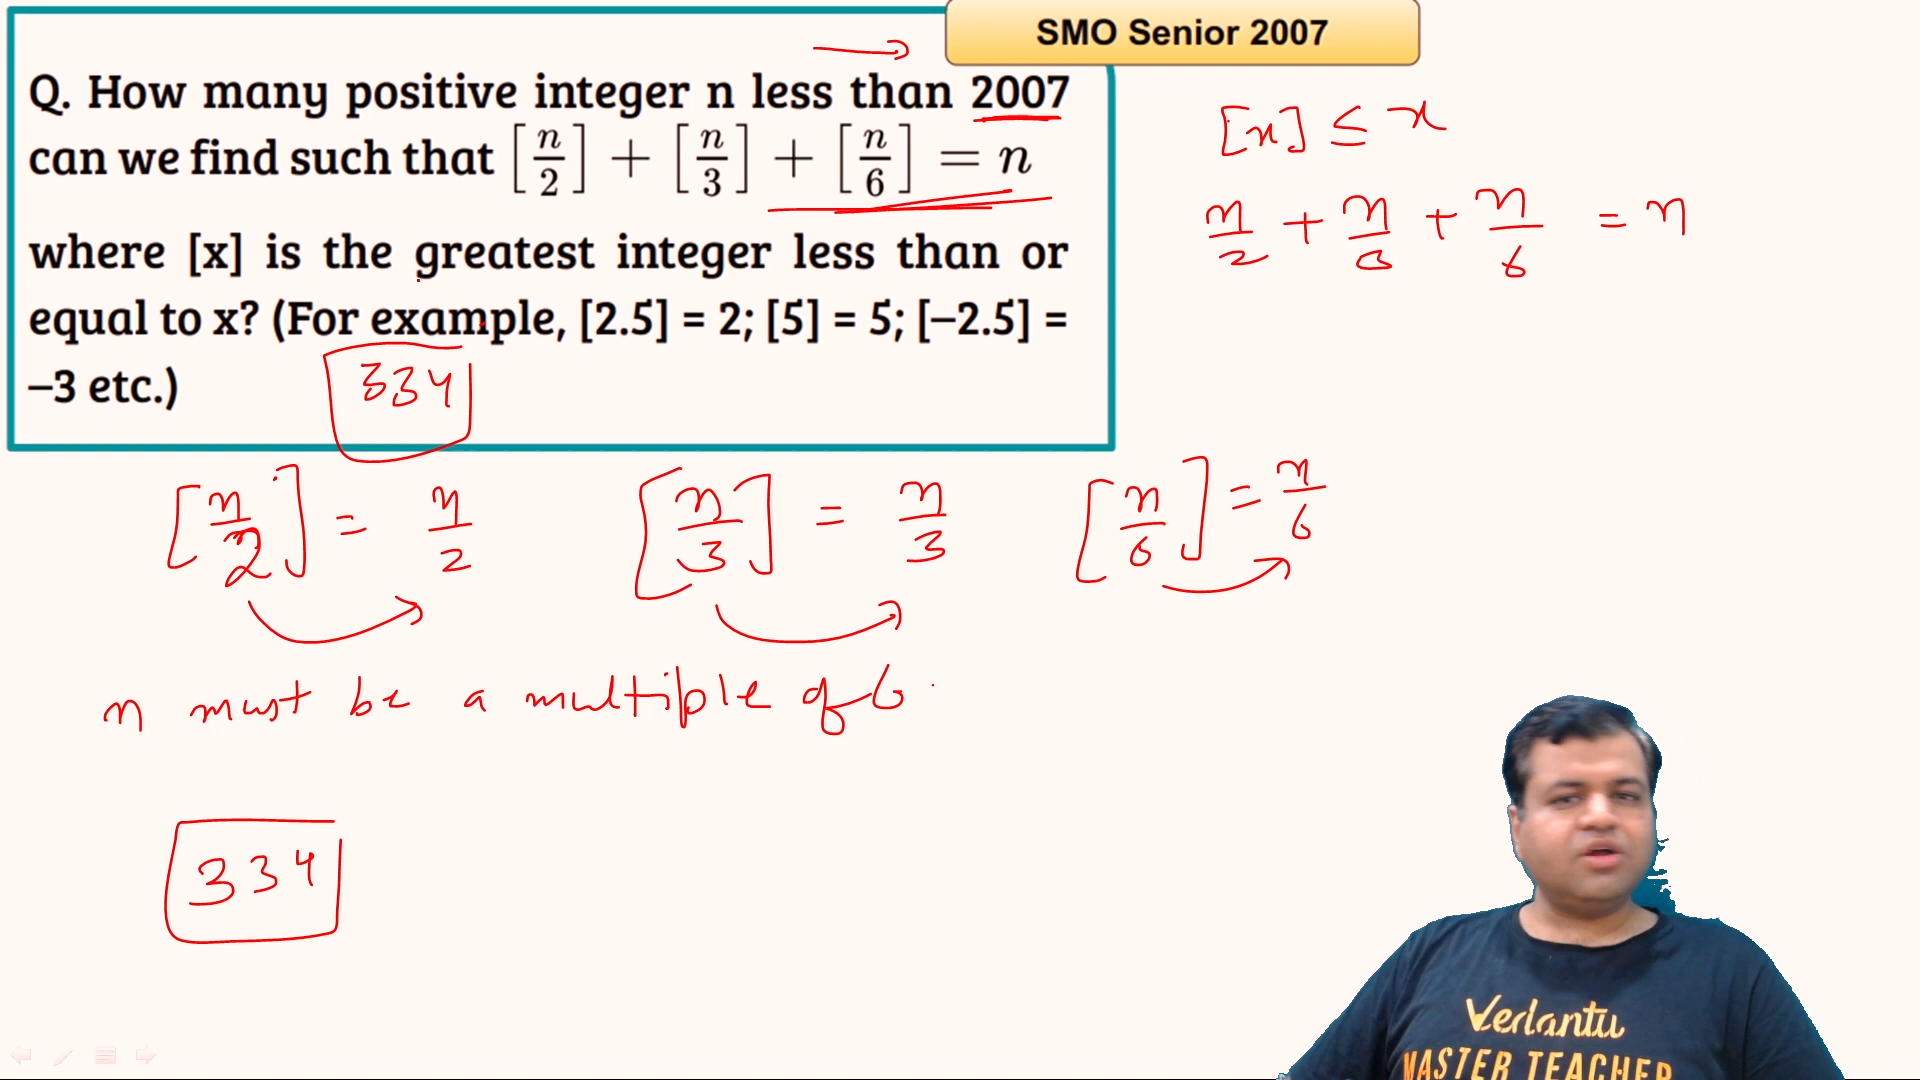 SMO Senior 2007
Q. How many positive integer n less than 2007
can we find such that [n/2] + [n/3] + [n/6] = n
where [x] is the greatest integer less than or
equal to x? (For example, [2.5] = 2; [5] = 5; [–2.5] =
–3 etc.)
334
[x] ≤ x
n/2 + n/3 + n/6 = n
[n/2] = n/2 [n/3] = n/3 [n/6] = n/6
n must be a multiple of 6
334
Vedantu
MASTER TEACHER